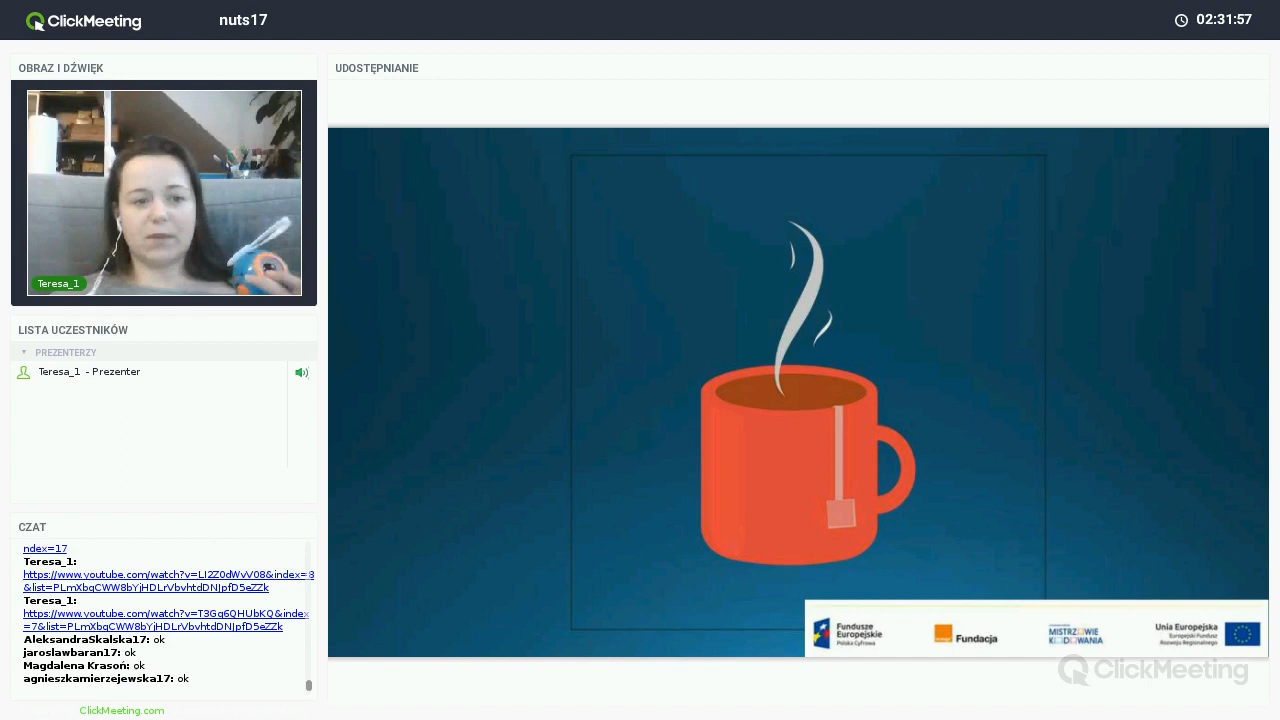 ClickMeeting
nuts17
02:31:57
OBRAZ I DŹWIĘK
Teresa_1
LISTA UCZESTNIKÓW
PREZENTERZY
Teresa_1 - Prezenter
CZAT
ndex=17
Teresa_1:
https://www.youtube.com/watch?v=LI2Z0dWvV08&index=8
&list=PLmXbqCWW8bYjHDLrVbvhtdDNJpfD5eZZk
Teresa_1:
https://www.youtube.com/watch?v=T3Gq6QHUbKQ&index
=7&list=PLmXbqCWW8bYjHDLrVbvhtdDNJpfD5eZZk
AleksandraSkalska17: ok
jaroslawbaran17: ok
Magdalena Krasoń: ok
agnieszkamierzejewska17: ok
ClickMeeting.com
UDOSTĘPNIANIE
Fundusze
Europejskie
Polska Cyfrowa
orange
Fundacja
MISTRZOWIE
KODOWANIA
Unia Europejska
Europejski Fundusz
Rozwoju Regionalnego
ClickMeeting